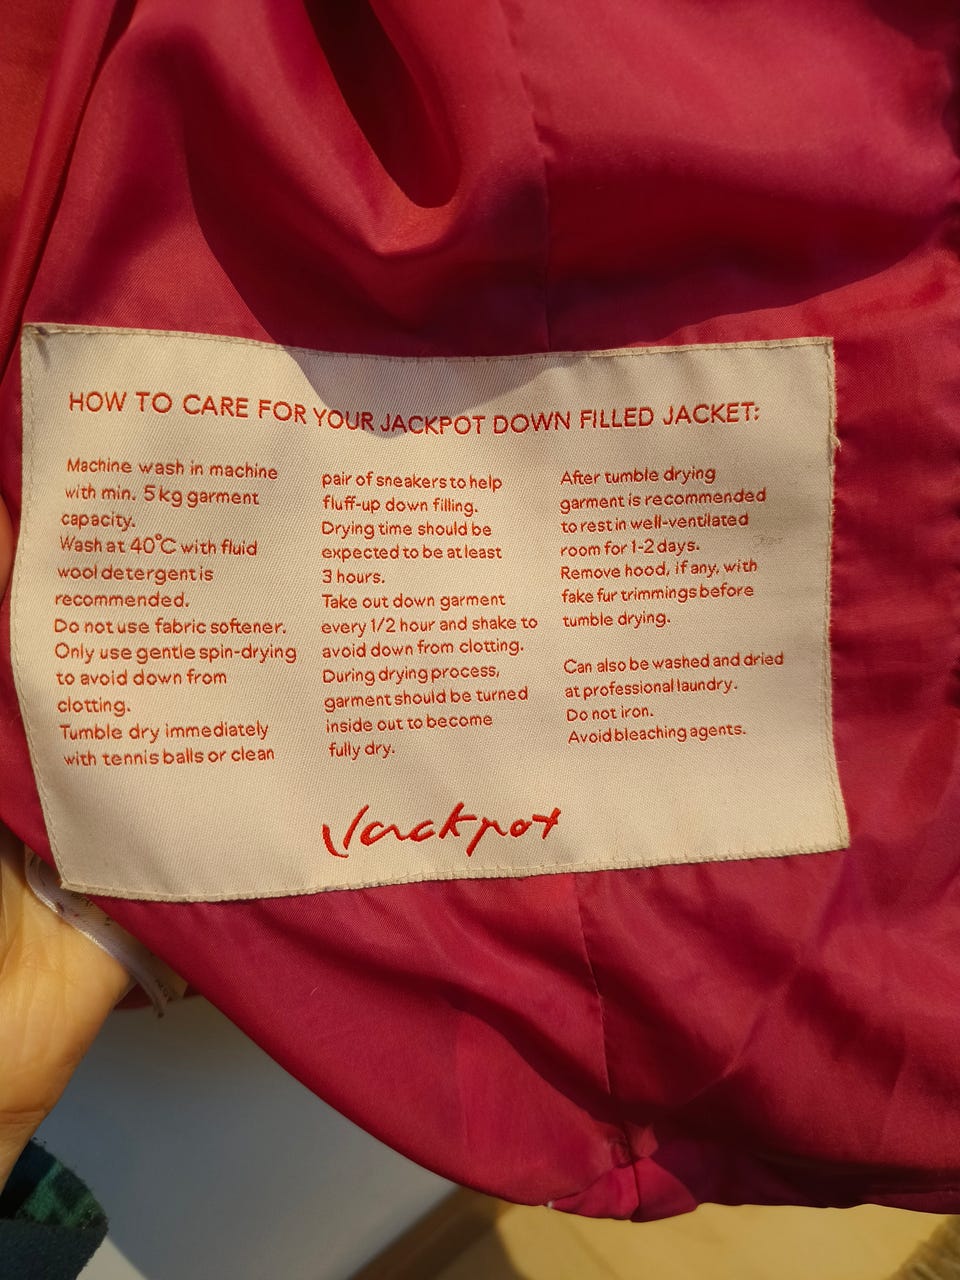 HOW TO CARE FOR YOUR JACKPOT DOWN FILLED JACKET:
Machine wash in machine
with min. 5 kg garment
capacity.
Wash at 40°C with fluid
wool detergent is
recommended.
Do not use fabric softener.
Only use gentle spin-drying
to avoid down from
clotting.
Tumble dry immediately
with tennis balls or clean
pair of sneakers to help
fluff-up down filling.
Drying time should be
expected to be at least
3 hours.
Take out down garment
every 1/2 hour and shake to
avoid down from clotting.
During drying process,
garment should be turned
inside out to become
fully dry.
After tumble drying
garment is recommended
to rest in well-ventilated
room for 1-2 days.
Remove hood, if any, with
fake fur trimmings before
tumble drying.
Can also be washed and dried
at professional laundry.
Do not iron.
Avoid bleaching agents.
Jackpot